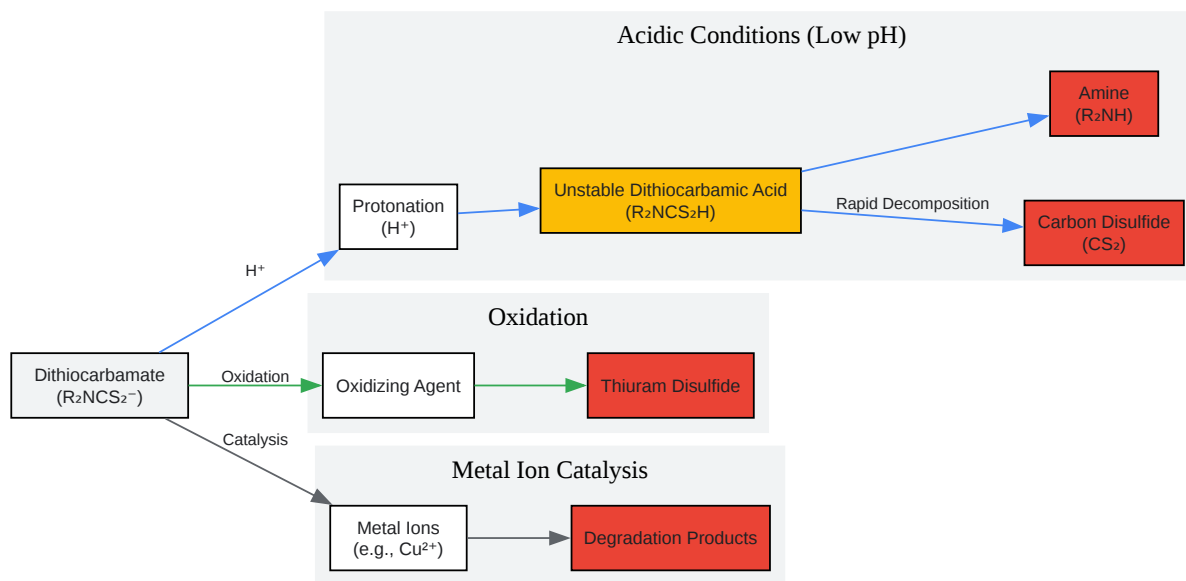 Acidic Conditions (Low pH)
Amine
(R₂NH)
Protonation
(H⁺)
Unstable Dithiocarbamic Acid
(R₂NCS₂H)
Rapid Decomposition
Carbon Disulfide
(CS₂)
H⁺
Oxidation
Dithiocarbamate
(R₂NCS₂⁻)
Oxidation
Oxidizing Agent
Thiuram Disulfide
Catalysis
Metal Ion Catalysis
Metal Ions
(e.g., Cu²⁺)
Degradation Products